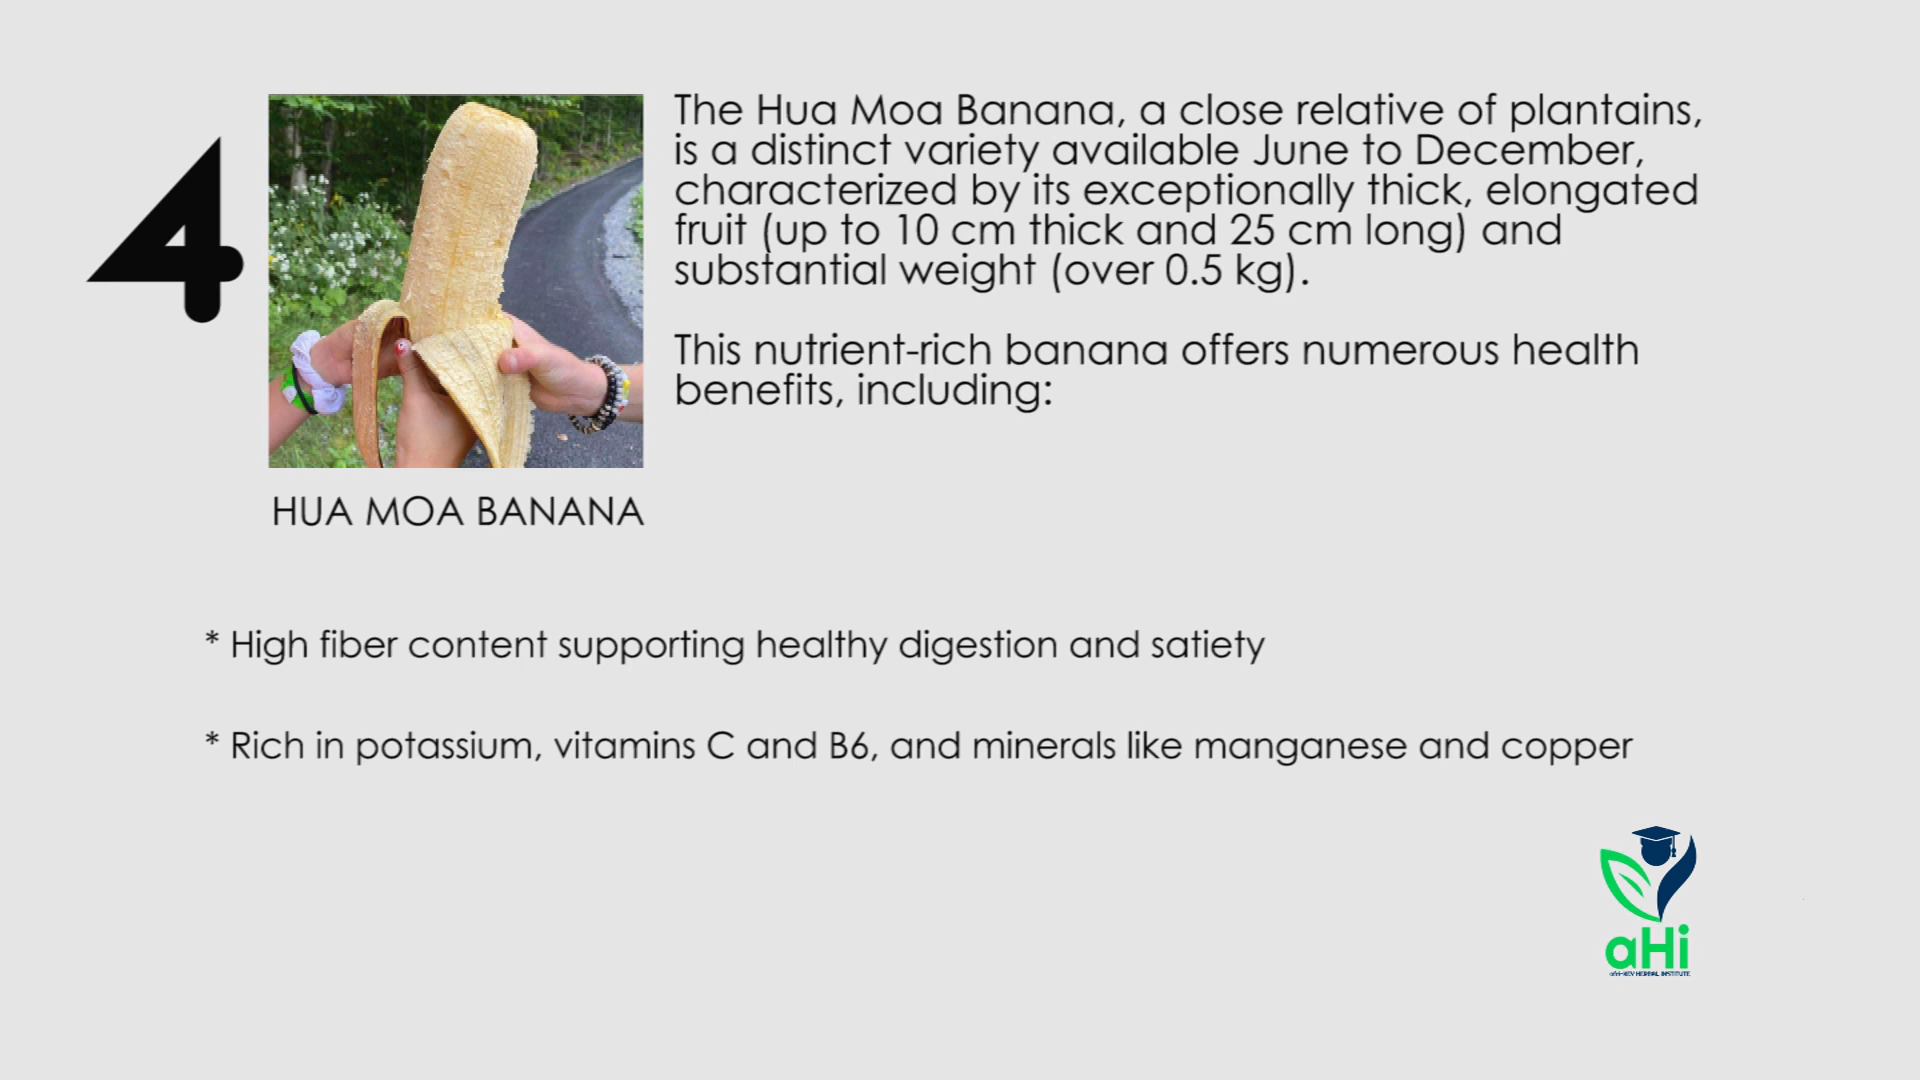 4
The Hua Moa Banana, a close relative of plantains,
is a distinct variety available June to December,
characterized by its exceptionally thick, elongated
fruit (up to 10 cm thick and 25 cm long) and
substantial weight (over 0.5 kg).
This nutrient-rich banana offers numerous health
benefits, including:
HUA MOA BANANA
* High fiber content supporting healthy digestion and satiety
* Rich in potassium, vitamins C and B6, and minerals like manganese and copper
aHi
HERBAL INSTITUTE